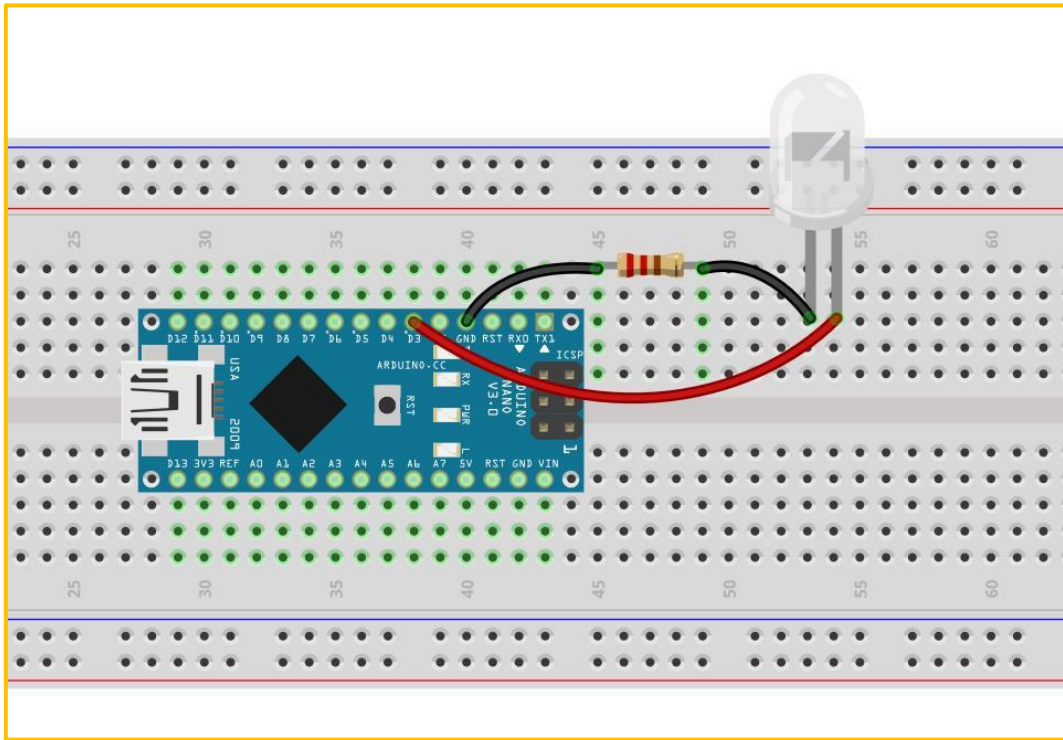 25 30 35 40 45 50 55 60
D12 D11 D10 D9 D8 D7 D6 D5 D4 D3 GND RST RX0 TX1
ARDUINO.CC
ICSP
USA
2009
RST
TX
RX
PWR
L
ARDUINO
NANO
V3.0
1
D13 3V3 REF A0 A1 A2 A3 A4 A5 A6 A7 5V RST GND VIN
25 30 35 40 45 50 55 60